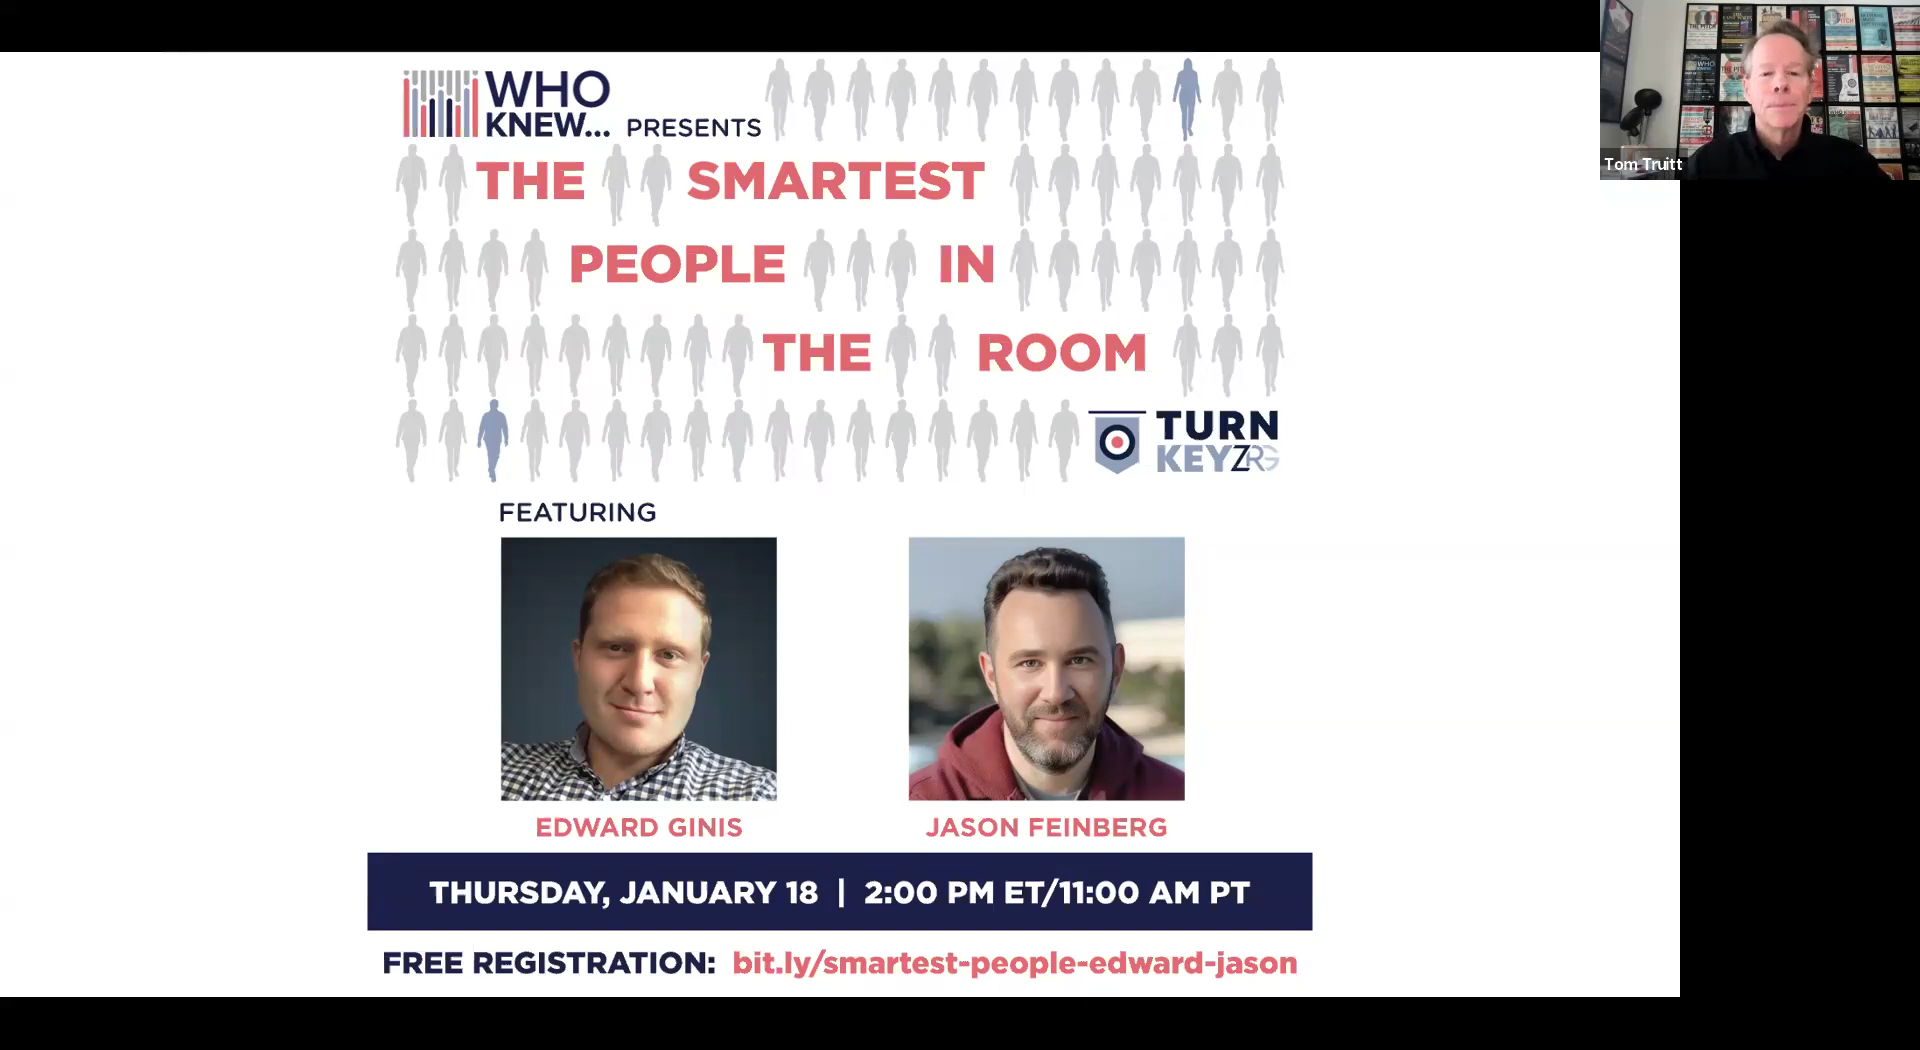 WHO
KNEW... PRESENTS
THE SMARTEST
PEOPLE IN
THE ROOM
TURN
KEYZRG
FEATURING
EDWARD GINIS
JASON FEINBERG
THURSDAY, JANUARY 18 | 2:00 PM ET/11:00 AM PT
FREE REGISTRATION: bit.ly/smartest-people-edward-jason
Tom Truitt